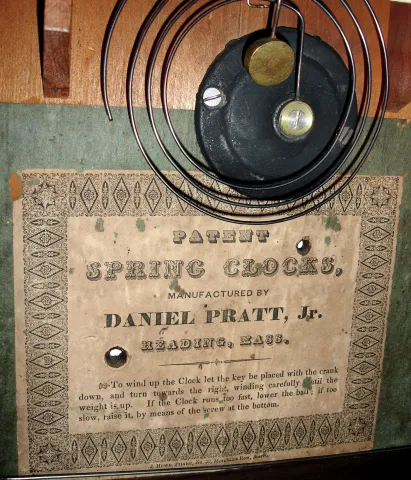 PATENT
SPRING CLOCKS,
MANUFACTURED BY
DANIEL PRATT, Jr.
READING, MASS.
☞To wind up the Clock let the key be placed with the crank
down, and turn towards the right, winding carefully until the
weight is up. If the Clock runs too fast, lower the ball; if too
slow, raise it, by means of the screw at the bottom.